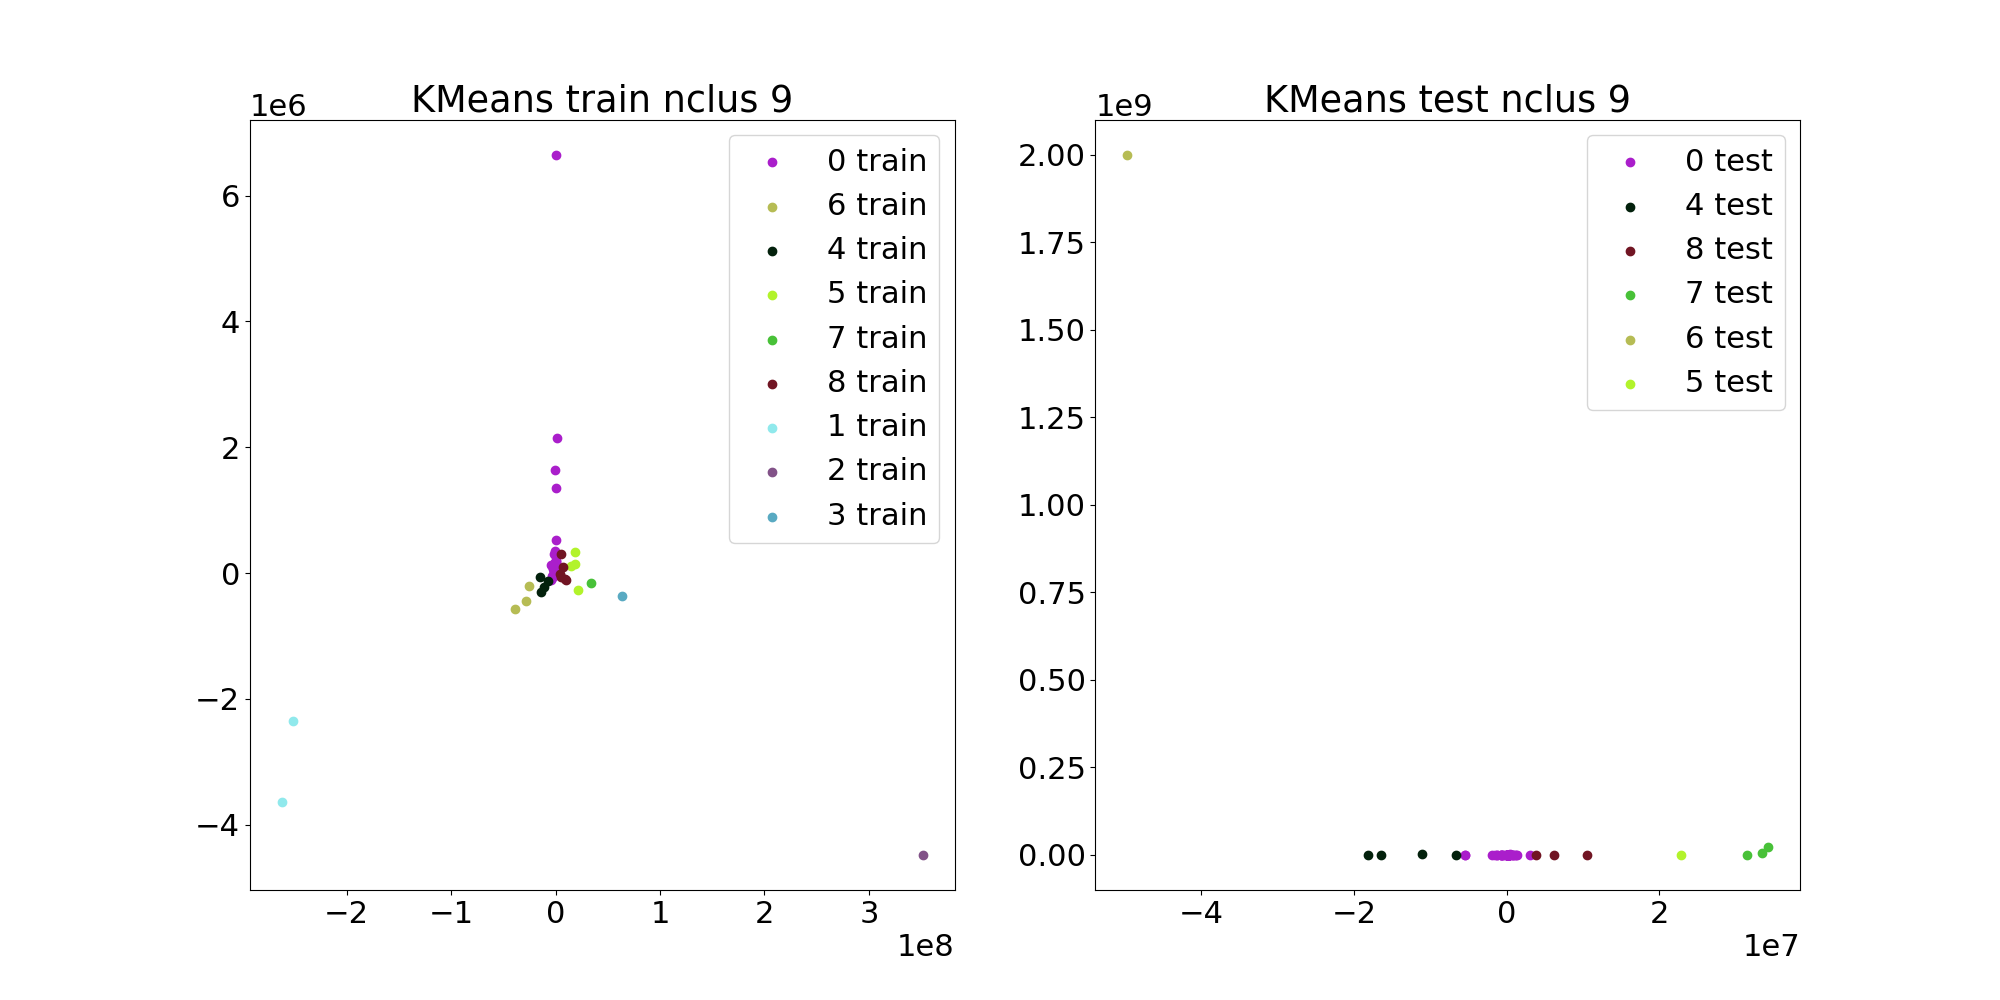 KMeans train nclus 9
1e6
6
4
2
0
−2
−4
−2
−1
0
1
2
3
1e8
0 train
6 train
4 train
5 train
7 train
8 train
1 train
2 train
3 train
KMeans test nclus 9
1e9
2.00
1.75
1.50
1.25
1.00
0.75
0.50
0.25
0.00
−4
−2
0
2
1e7
0 test
4 test
8 test
7 test
6 test
5 test